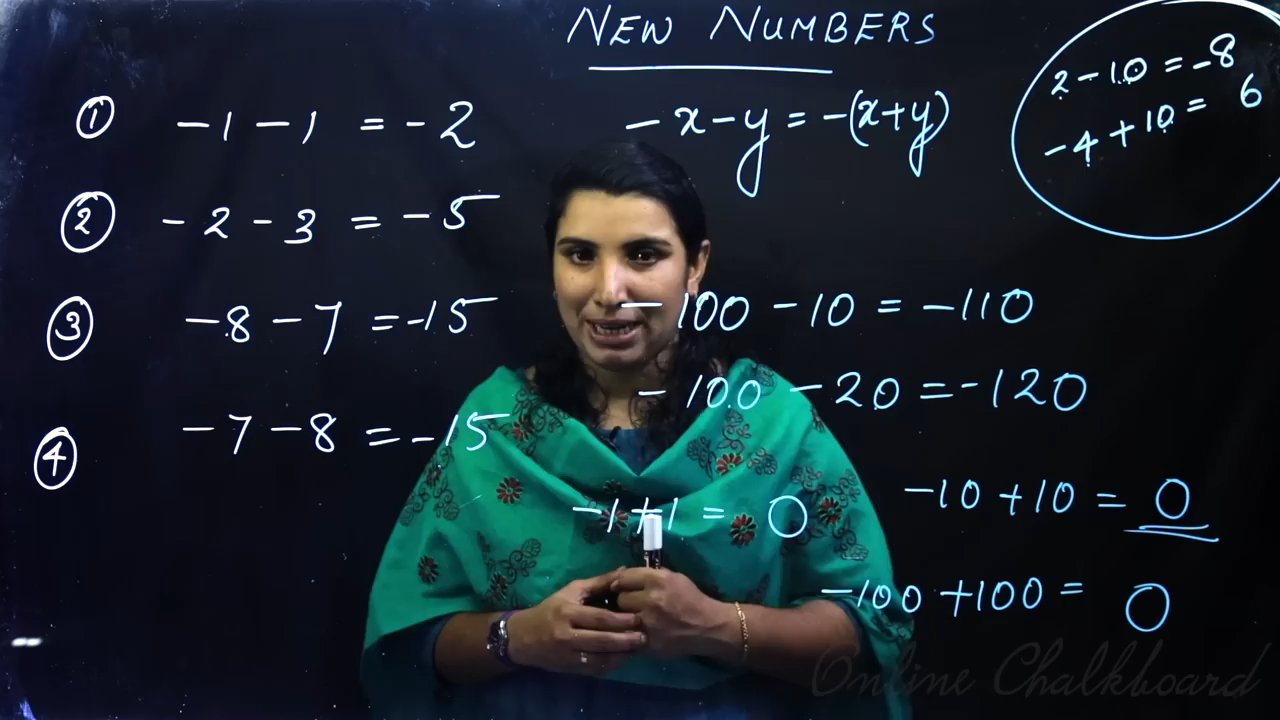 NEW NUMBERS
① -1 - 1 = -2
② -2 - 3 = -5
③ -8 - 7 = -15
④ -7 - 8 = -15
-x-y = -(x+y)
2 - 10 = -8
-4 + 10 = 6
-100 - 10 = -110
-100 - 20 = -120
-1 + 1 = 0
-10 + 10 = 0
-100 + 100 = 0
Online Chalkboard